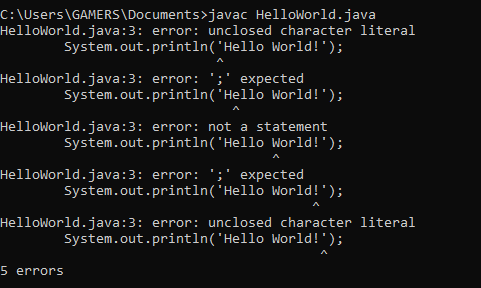 C:\Users\GAMERS\Documents>javac HelloWorld.java
HelloWorld.java:3: error: unclosed character literal
        System.out.println('Hello World!');
                           ^
HelloWorld.java:3: error: ';' expected
        System.out.println('Hello World!');
                             ^
HelloWorld.java:3: error: not a statement
        System.out.println('Hello World!');
                                  ^
HelloWorld.java:3: error: ';' expected
        System.out.println('Hello World!');
                                       ^
HelloWorld.java:3: error: unclosed character literal
        System.out.println('Hello World!');
                                        ^
5 errors